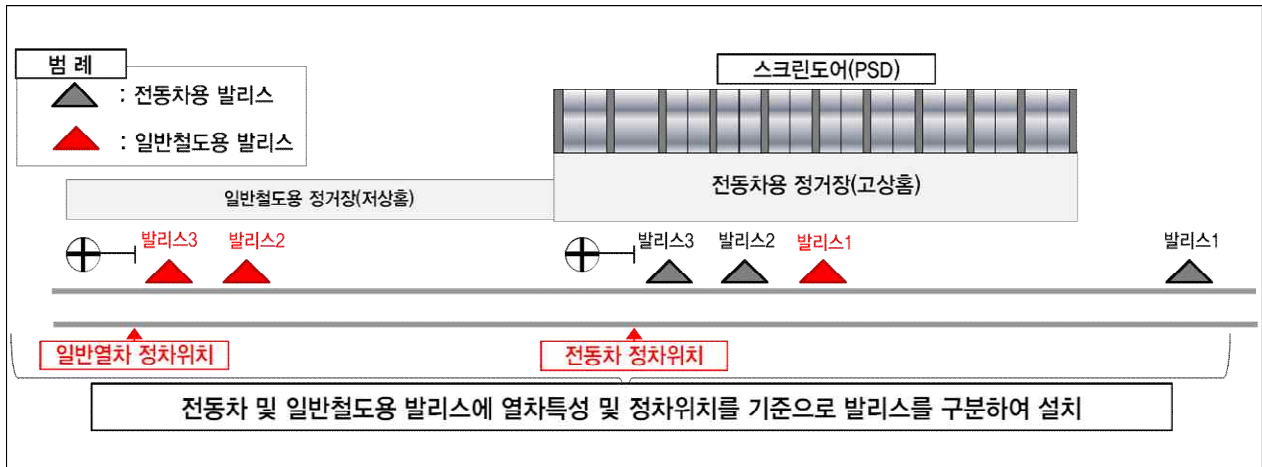 범 례
: 전동차용 발리스
: 일반철도용 발리스
스크린도어(PSD)
일반철도용 정거장(저상홈)
전동차용 정거장(고상홈)
발리스3
발리스2
발리스3
발리스2
발리스1
발리스1
일반열차 정차위치
전동차 정차위치
전동차 및 일반철도용 발리스에 열차특성 및 정차위치를 기준으로 발리스를 구분하여 설치